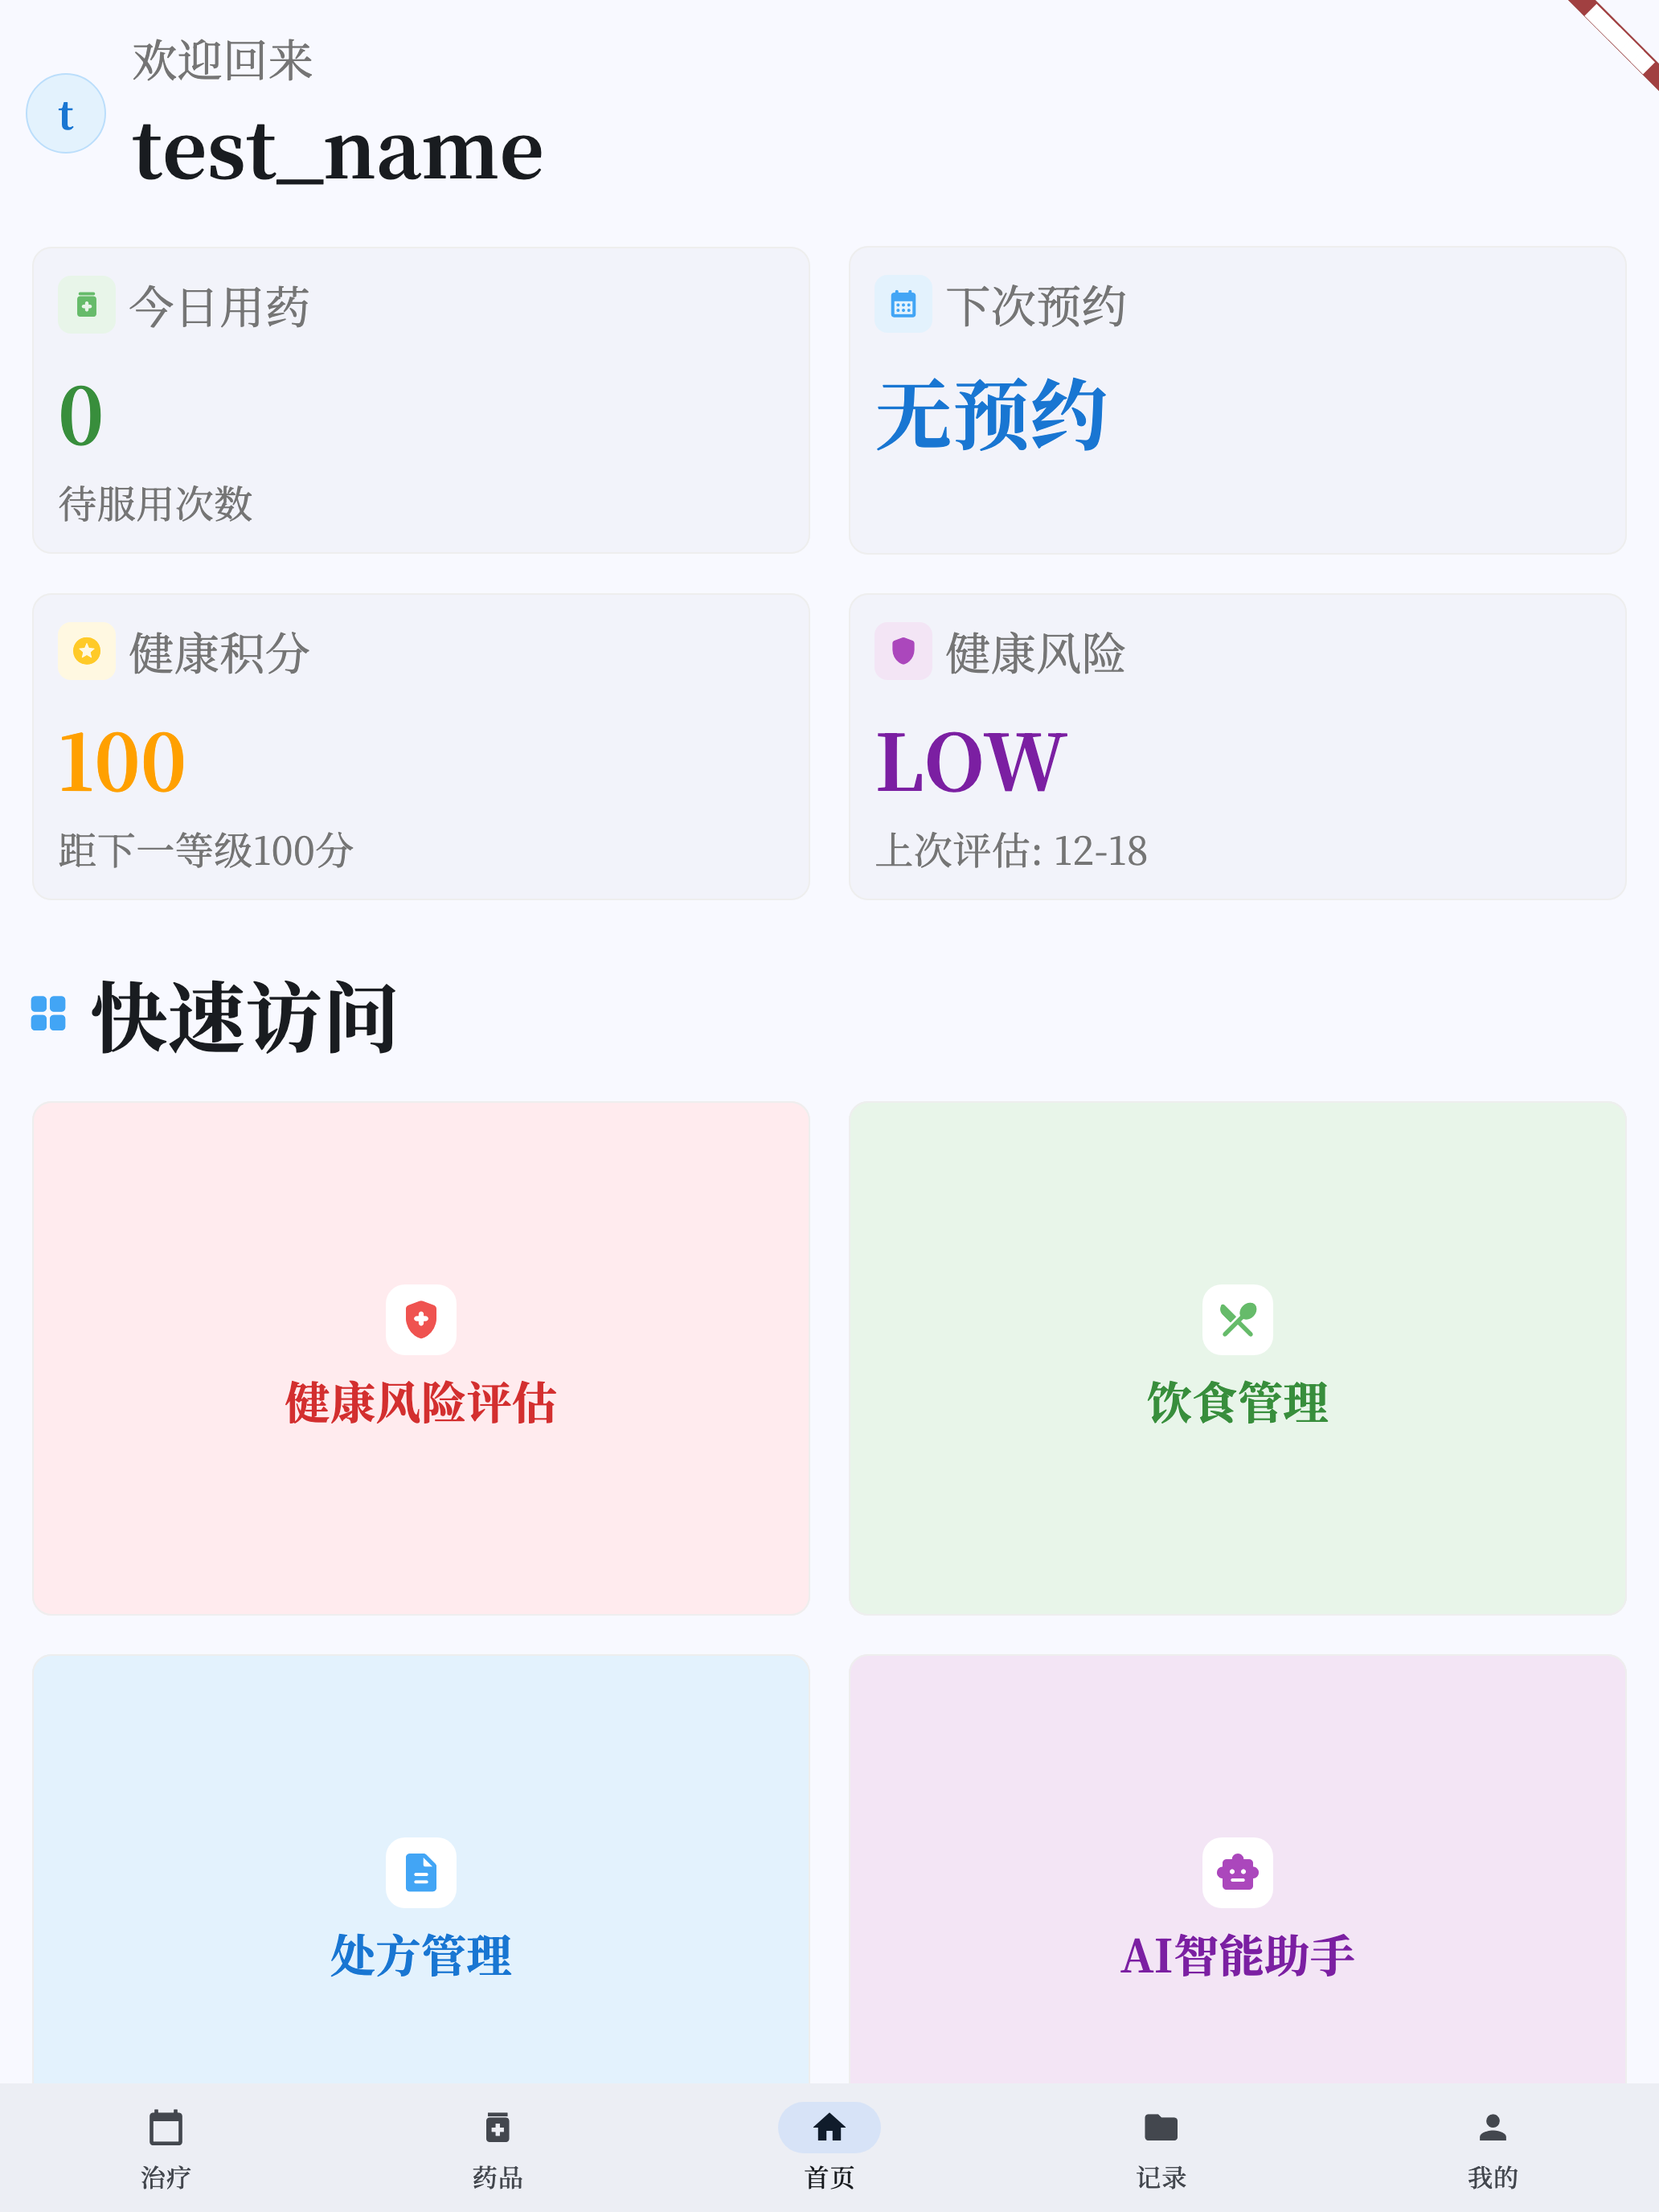 欢迎回来
t
test_name
今日用药
0
待服用次数
下次预约
无预约
健康积分
100
距下一等级100分
健康风险
LOW
上次评估: 12-18
快速访问
健康风险评估
饮食管理
处方管理
AI智能助手
治疗
药品
首页
记录
我的